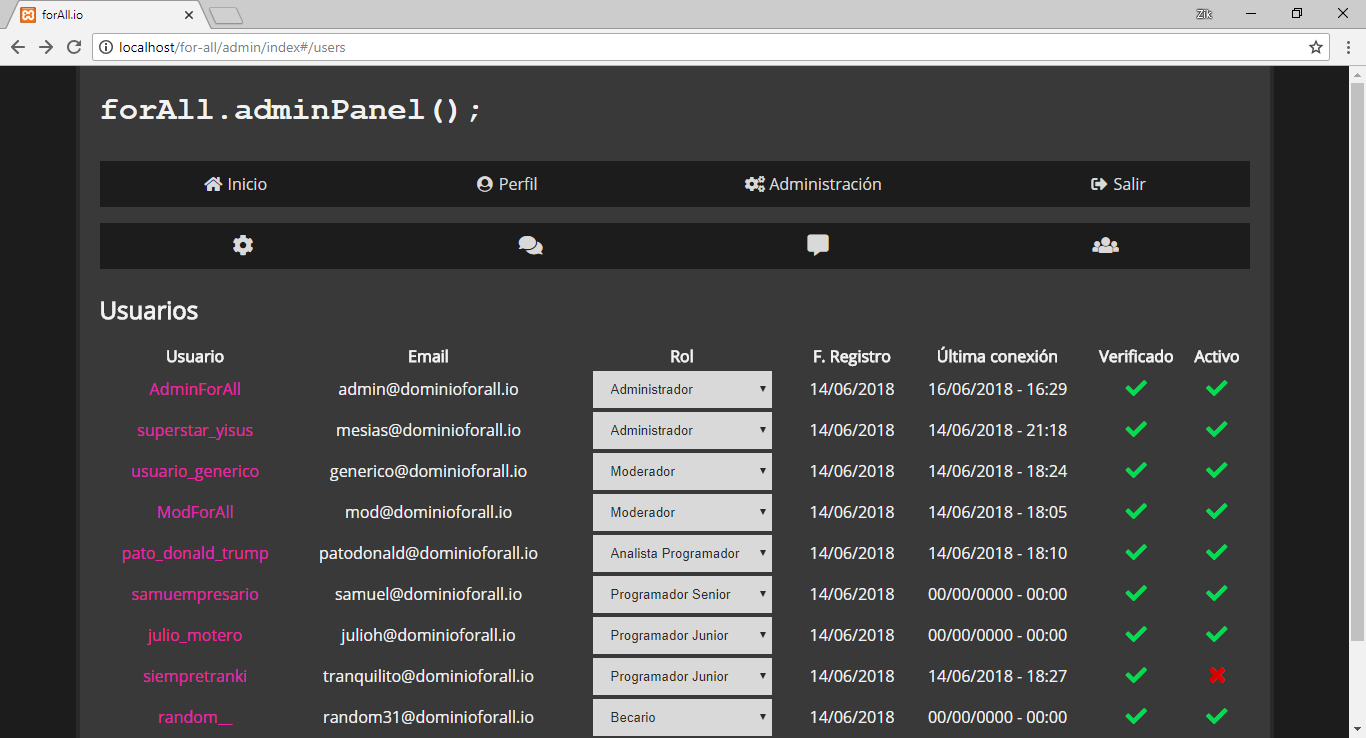 forAll.io
Zik
localhost/for-all/admin/index#/users
forAll.adminPanel();
Inicio Perfil Administración Salir
Usuarios
Usuario Email Rol F. Registro Última conexión Verificado Activo
AdminForAll admin@dominioforall.io Administrador 14/06/2018 16/06/2018 - 16:29
superstar_yisus mesias@dominioforall.io Administrador 14/06/2018 14/06/2018 - 21:18
usuario_generico generico@dominioforall.io Moderador 14/06/2018 14/06/2018 - 18:24
ModForAll mod@dominioforall.io Moderador 14/06/2018 14/06/2018 - 18:05
pato_donald_trump patodonald@dominioforall.io Analista Programador 14/06/2018 14/06/2018 - 18:10
samuempresario samuel@dominioforall.io Programador Senior 14/06/2018 00/00/0000 - 00:00
julio_motero julioh@dominioforall.io Programador Junior 14/06/2018 00/00/0000 - 00:00
siempretranki tranquilito@dominioforall.io Programador Junior 14/06/2018 14/06/2018 - 18:27
random__ random31@dominioforall.io Becario 14/06/2018 00/00/0000 - 00:00